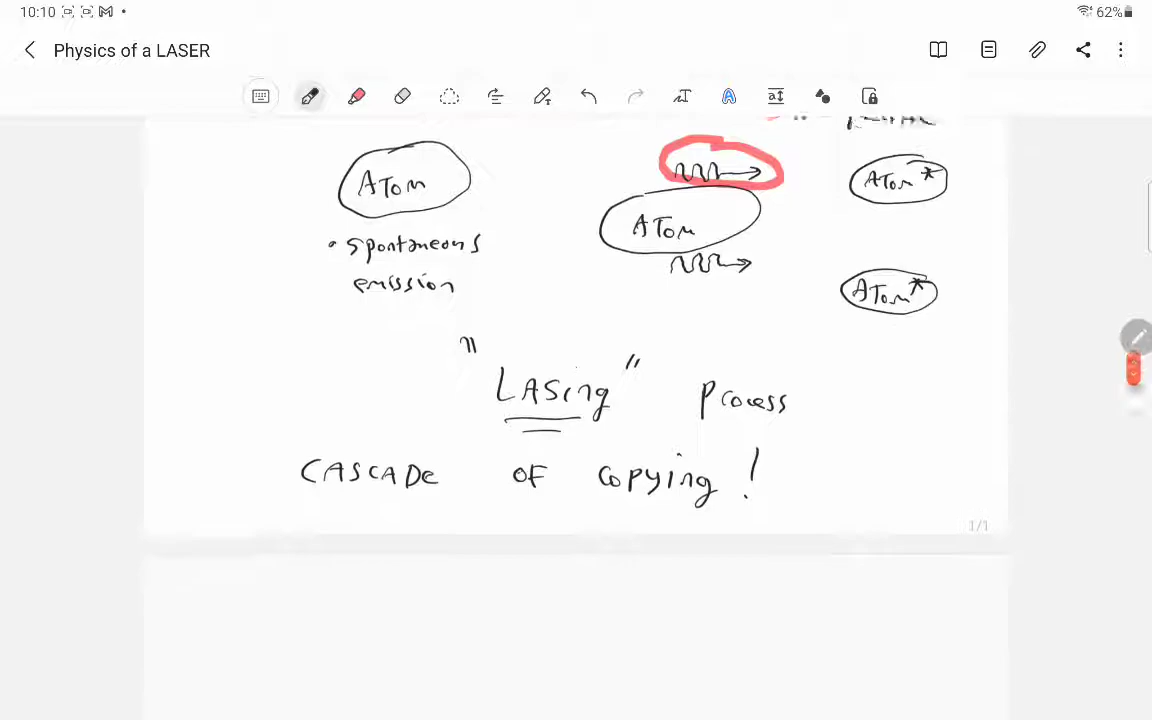 10:10 62%
Physics of a LASER
ATom
ATom
ATom*
• spontaneous
emission
ATom*
"LASing" Process
CASCADE OF copying!
1/1